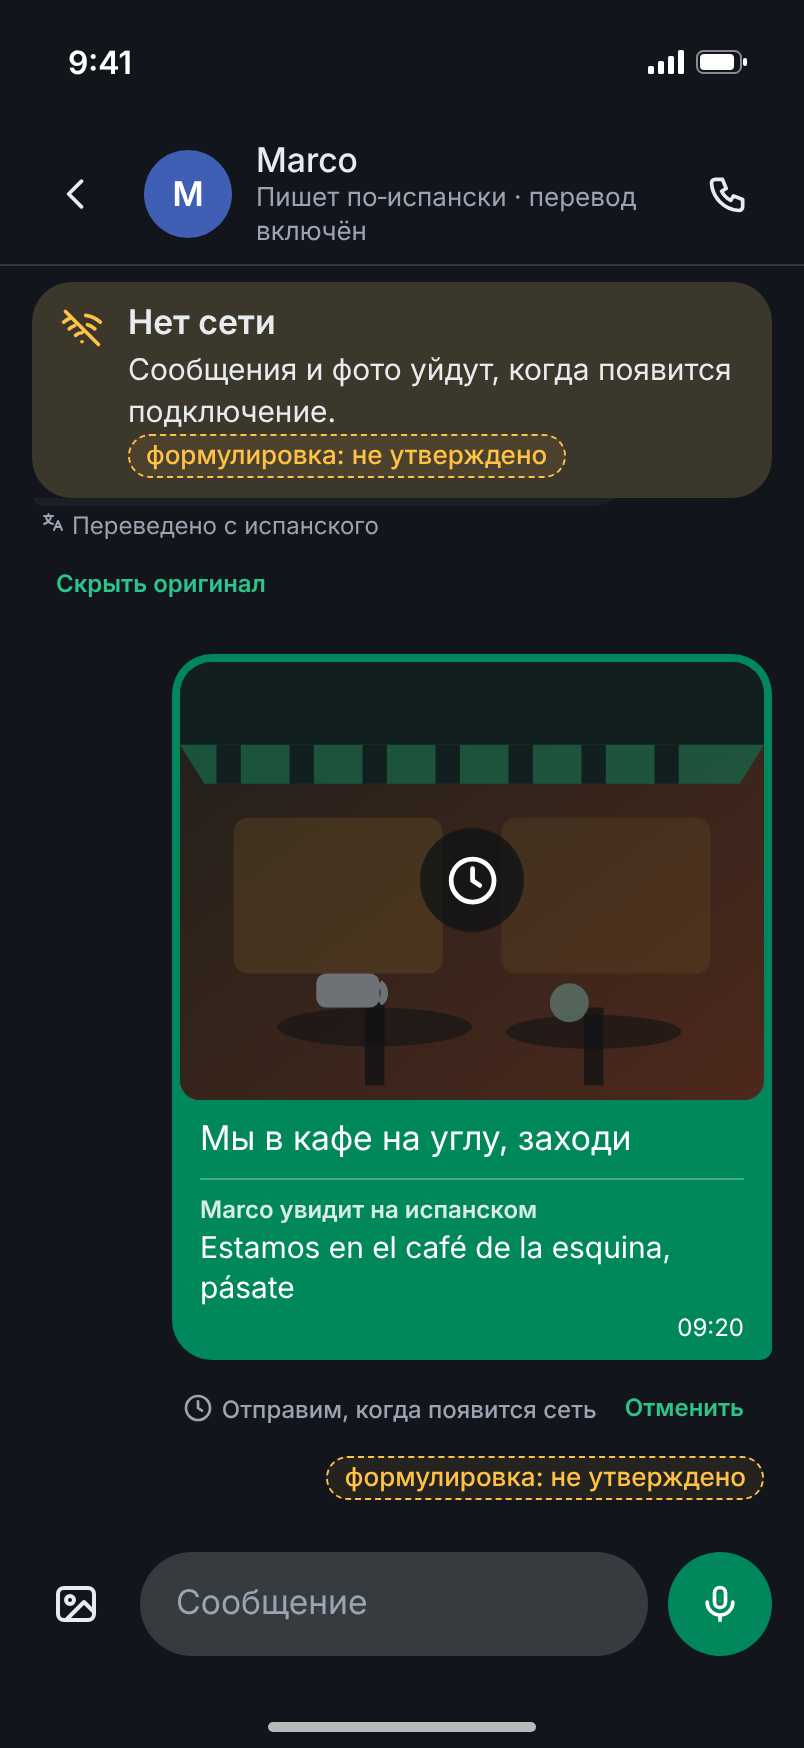 9:41
Marco
M
Пишет по-испански · перевод
включён
Нет сети
Сообщения и фото уйдут, когда появится
подключение.
формулировка: не утверждено
Переведено с испанского
Скрыть оригинал
Мы в кафе на углу, заходи
Marco увидит на испанском
Estamos en el café de la esquina,
pásate
09:20
Отправим, когда появится сеть Отменить
формулировка: не утверждено
Сообщение